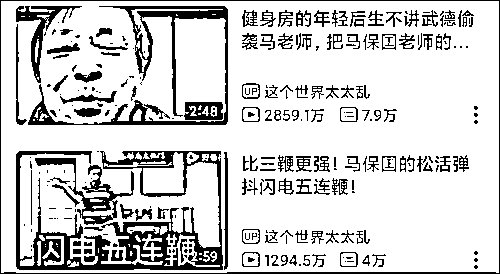 健身房的年轻后生不讲武德偷
袭马老师，把马保国老师的...
2:48
UP 这个世界太太乱
2859.1万 7.9万
比三鞭更强！马保国的松活弹
抖闪电五连鞭！
闪电五连鞭
:59
UP 这个世界太太乱
1294.5万 4万